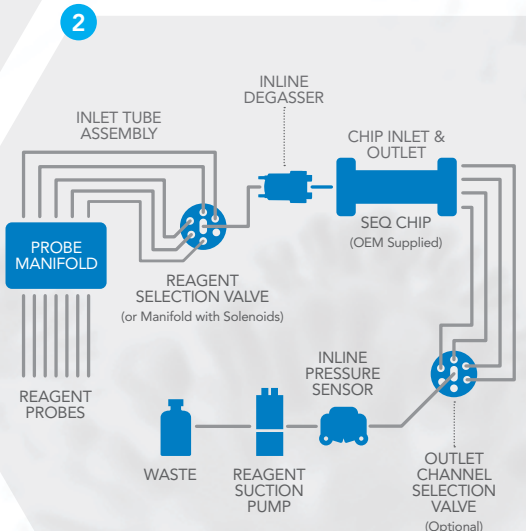 2
INLINE
DEGASSER
INLET TUBE
ASSEMBLY
CHIP INLET &
OUTLET
PROBE
MANIFOLD
SEQ CHIP
(OEM Supplied)
REAGENT
SELECTION VALVE
(or Manifold with Solenoids)
REAGENT
PROBES
INLINE
PRESSURE
SENSOR
WASTE
REAGENT
SUCTION
PUMP
OUTLET
CHANNEL
SELECTION
VALVE
(Optional)